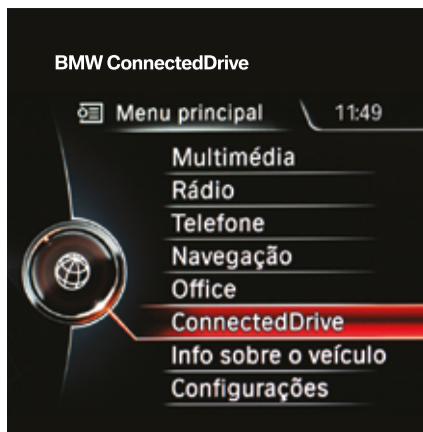 BMW ConnectedDrive
Menu principal 11:49
Multimédia
Rádio
Telefone
Navegação
Office
ConnectedDrive
Info sobre o veículo
Configurações